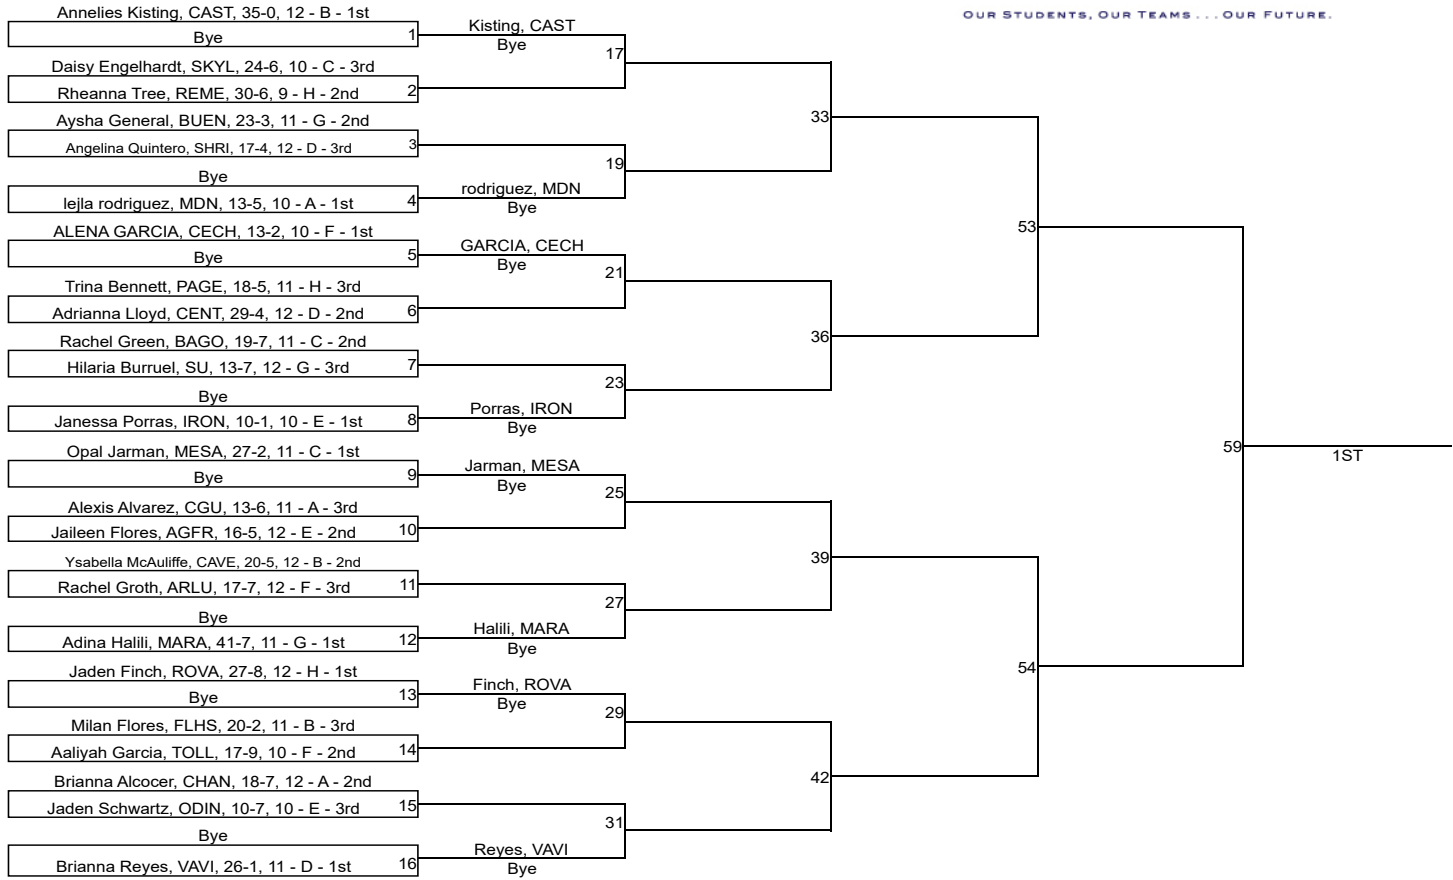 Annelies Kisting, CAST, 35-0, 12 - B - 1st
OUR STUDENTS, OUR TEAMS . . . OUR FUTURE.
Bye
1
Kisting, CAST
Bye
17
Daisy Engelhardt, SKYL, 24-6, 10 - C - 3rd
Rheanna Tree, REME, 30-6, 9 - H - 2nd
2
33
Aysha General, BUEN, 23-3, 11 - G - 2nd
Angelina Quintero, SHRI, 17-4, 12 - D - 3rd
3
19
Bye
lejla rodriguez, MDN, 13-5, 10 - A - 1st
4
rodriguez, MDN
Bye
53
ALENA GARCIA, CECH, 13-2, 10 - F - 1st
Bye
5
GARCIA, CECH
Bye
21
Trina Bennett, PAGE, 18-5, 11 - H - 3rd
Adrianna Lloyd, CENT, 29-4, 12 - D - 2nd
6
36
Rachel Green, BAGO, 19-7, 11 - C - 2nd
Hilaria Burruel, SU, 13-7, 12 - G - 3rd
7
23
Bye
Janessa Porras, IRON, 10-1, 10 - E - 1st
8
Porras, IRON
Bye
59
1ST
Opal Jarman, MESA, 27-2, 11 - C - 1st
Bye
9
Jarman, MESA
Bye
25
Alexis Alvarez, CGU, 13-6, 11 - A - 3rd
Jaileen Flores, AGFR, 16-5, 12 - E - 2nd
10
39
Ysabella McAuliffe, CAVE, 20-5, 12 - B - 2nd
Rachel Groth, ARLU, 17-7, 12 - F - 3rd
11
27
Bye
Adina Halili, MARA, 41-7, 11 - G - 1st
12
Halili, MARA
Bye
54
Jaden Finch, ROVA, 27-8, 12 - H - 1st
Bye
13
Finch, ROVA
Bye
29
Milan Flores, FLHS, 20-2, 11 - B - 3rd
Aaliyah Garcia, TOLL, 17-9, 10 - F - 2nd
14
42
Brianna Alcocer, CHAN, 18-7, 12 - A - 2nd
Jaden Schwartz, ODIN, 10-7, 10 - E - 3rd
15
31
Bye
Brianna Reyes, VAVI, 26-1, 11 - D - 1st
16
Reyes, VAVI
Bye